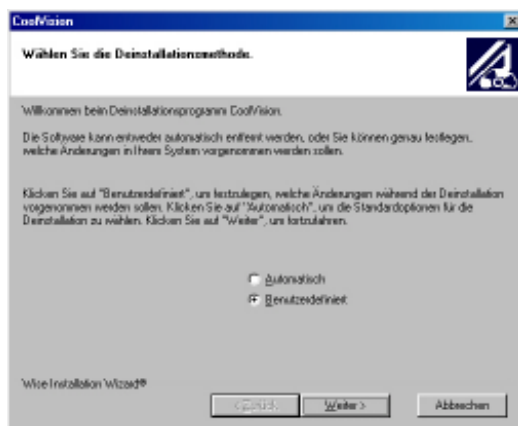 CoolVision
Wählen Sie die Deinstallationsmethode.
Willkommen beim Deinstallationsprogramm CoolVision.
Die Software kann entweder automatisch entfernt werden, oder Sie können genau festlegen,
welche Änderungen in Ihrem System vorgenommen werden sollen.
Klicken Sie auf "Benutzerdefiniert", um festzulegen, welche Änderungen während der Deinstallation
vorgenommen werden sollen. Klicken Sie auf "Automatisch", um die Standardoptionen für die
Deinstallation zu wählen. Klicken Sie auf "Weiter", um fortzufahren.
Automatisch
Benutzerdefiniert
Wise Installation Wizard®
< Zurück
Weiter >
Abbrechen